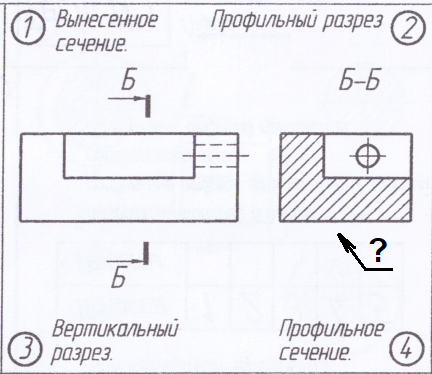 1 Вынесенное сечение.
Профильный разрез 2
Б
Б-Б
Б
?
3 Вертикальный разрез.
Профильное сечение. 4